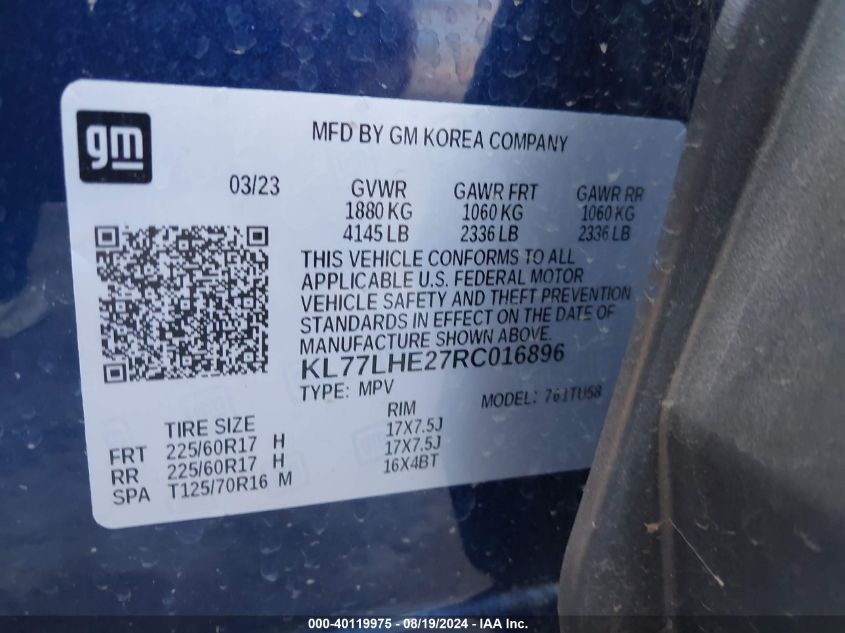 gm
MFD BY GM KOREA COMPANY
03/23 GVWR GAWR FRT GAWR RR
1880 KG 1060 KG 1060 KG
4145 LB 2336 LB 2336 LB
THIS VEHICLE CONFORMS TO ALL
APPLICABLE U.S. FEDERAL MOTOR
VEHICLE SAFETY AND THEFT PREVENTION
STANDARDS IN EFFECT ON THE DATE OF
MANUFACTURE SHOWN ABOVE.
KL77LHE27RC016896
TYPE: MPV MODEL: 761TU58
TIRE SIZE RIM
FRT 225/60R17 H 17X7.5J
RR 225/60R17 H 17X7.5J
SPA T125/70R16 M 16X4BT
000-40119975 - 08/19/2024 - IAA Inc.